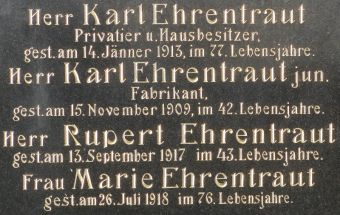 Herr Karl Ehrentraut
Privatier u. Hausbesitzer,
gest. am 14. Jänner 1913, im 77. Lebensjahre.
Herr Karl Ehrentraut jun.
Fabrikant,
gest. am 15. November 1909, im 42. Lebensjahre.
Herr Rupert Ehrentraut
gest. am 13. September 1917 im 43. Lebensjahre.
Frau Marie Ehrentraut
gest. am 26. Juli 1918 im 76. Lebensjahre.